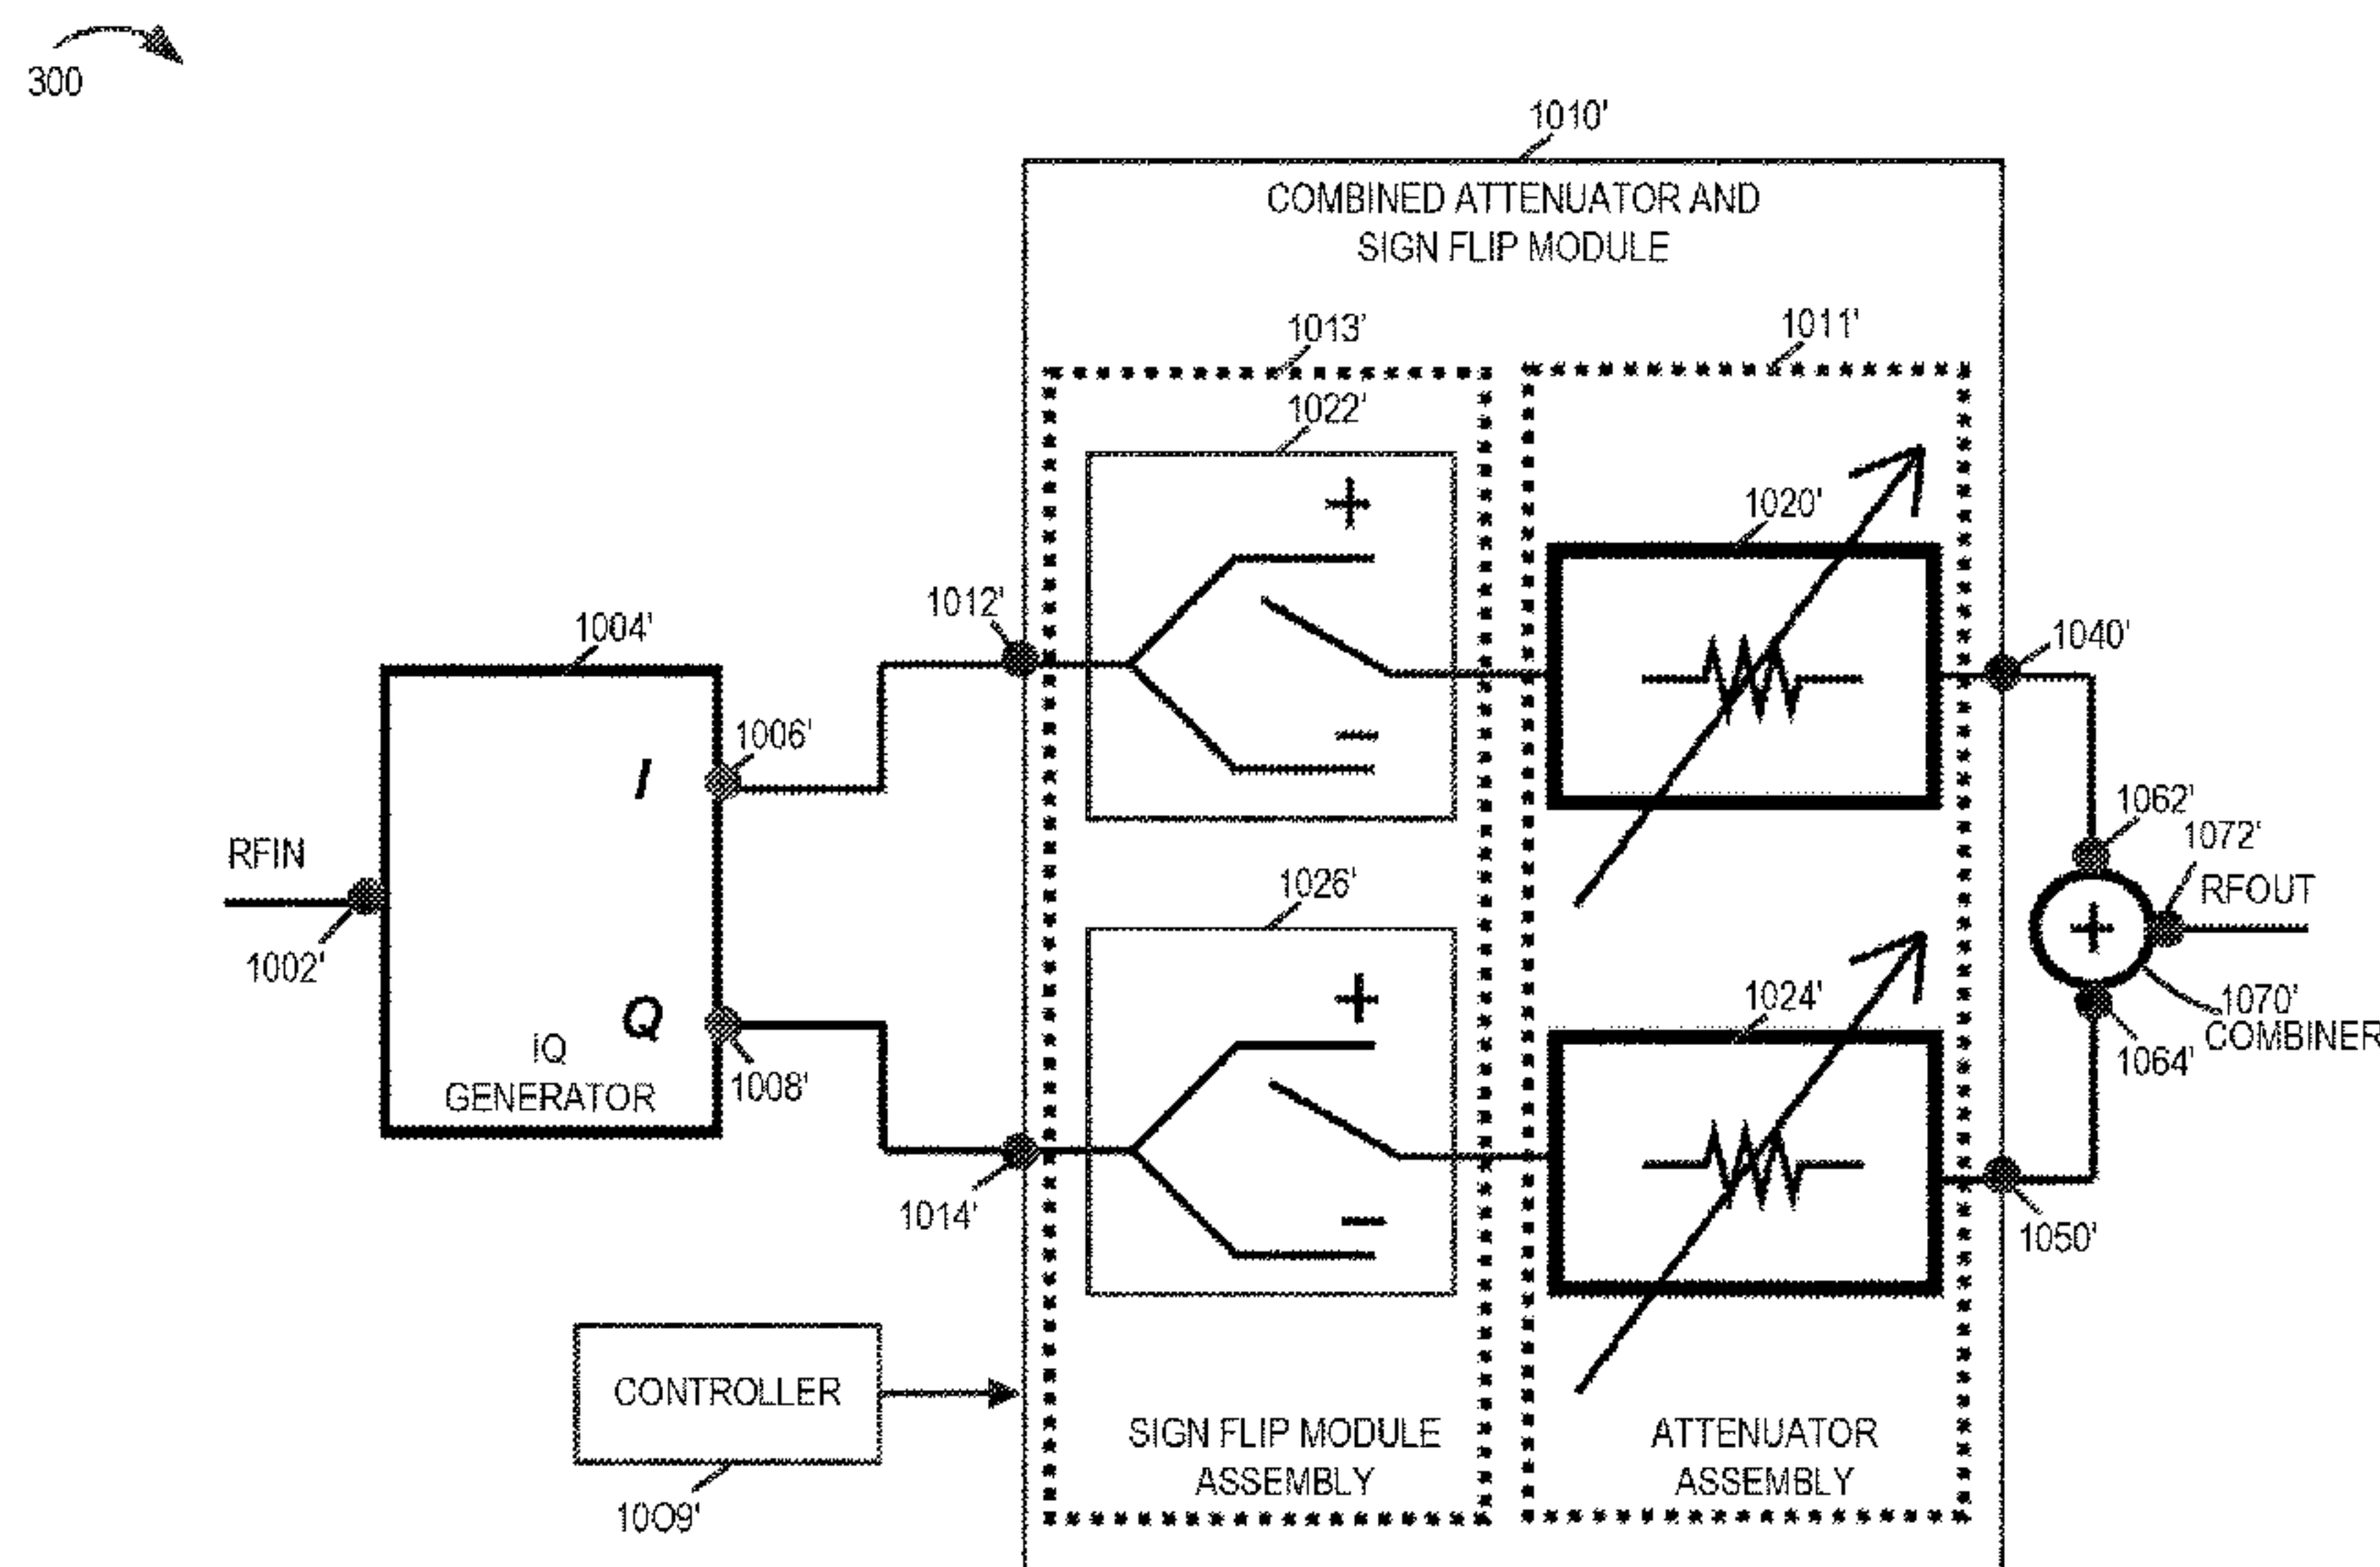 300
1010'
COMBINED ATTENUATOR AND
SIGN FLIP MODULE
1013'
1011'
1022'
+
1020'
1012'
1004'
1040'
−
1006'
I
1062'
1072'
RFIN
RFOUT
1026'
+
1002'
+
1024'
Q
1070'
COMBINER
IQ
GENERATOR
1008'
1064'
1014'
−
1050'
CONTROLLER
SIGN FLIP MODULE
ASSEMBLY
ATTENUATOR
ASSEMBLY
1009'